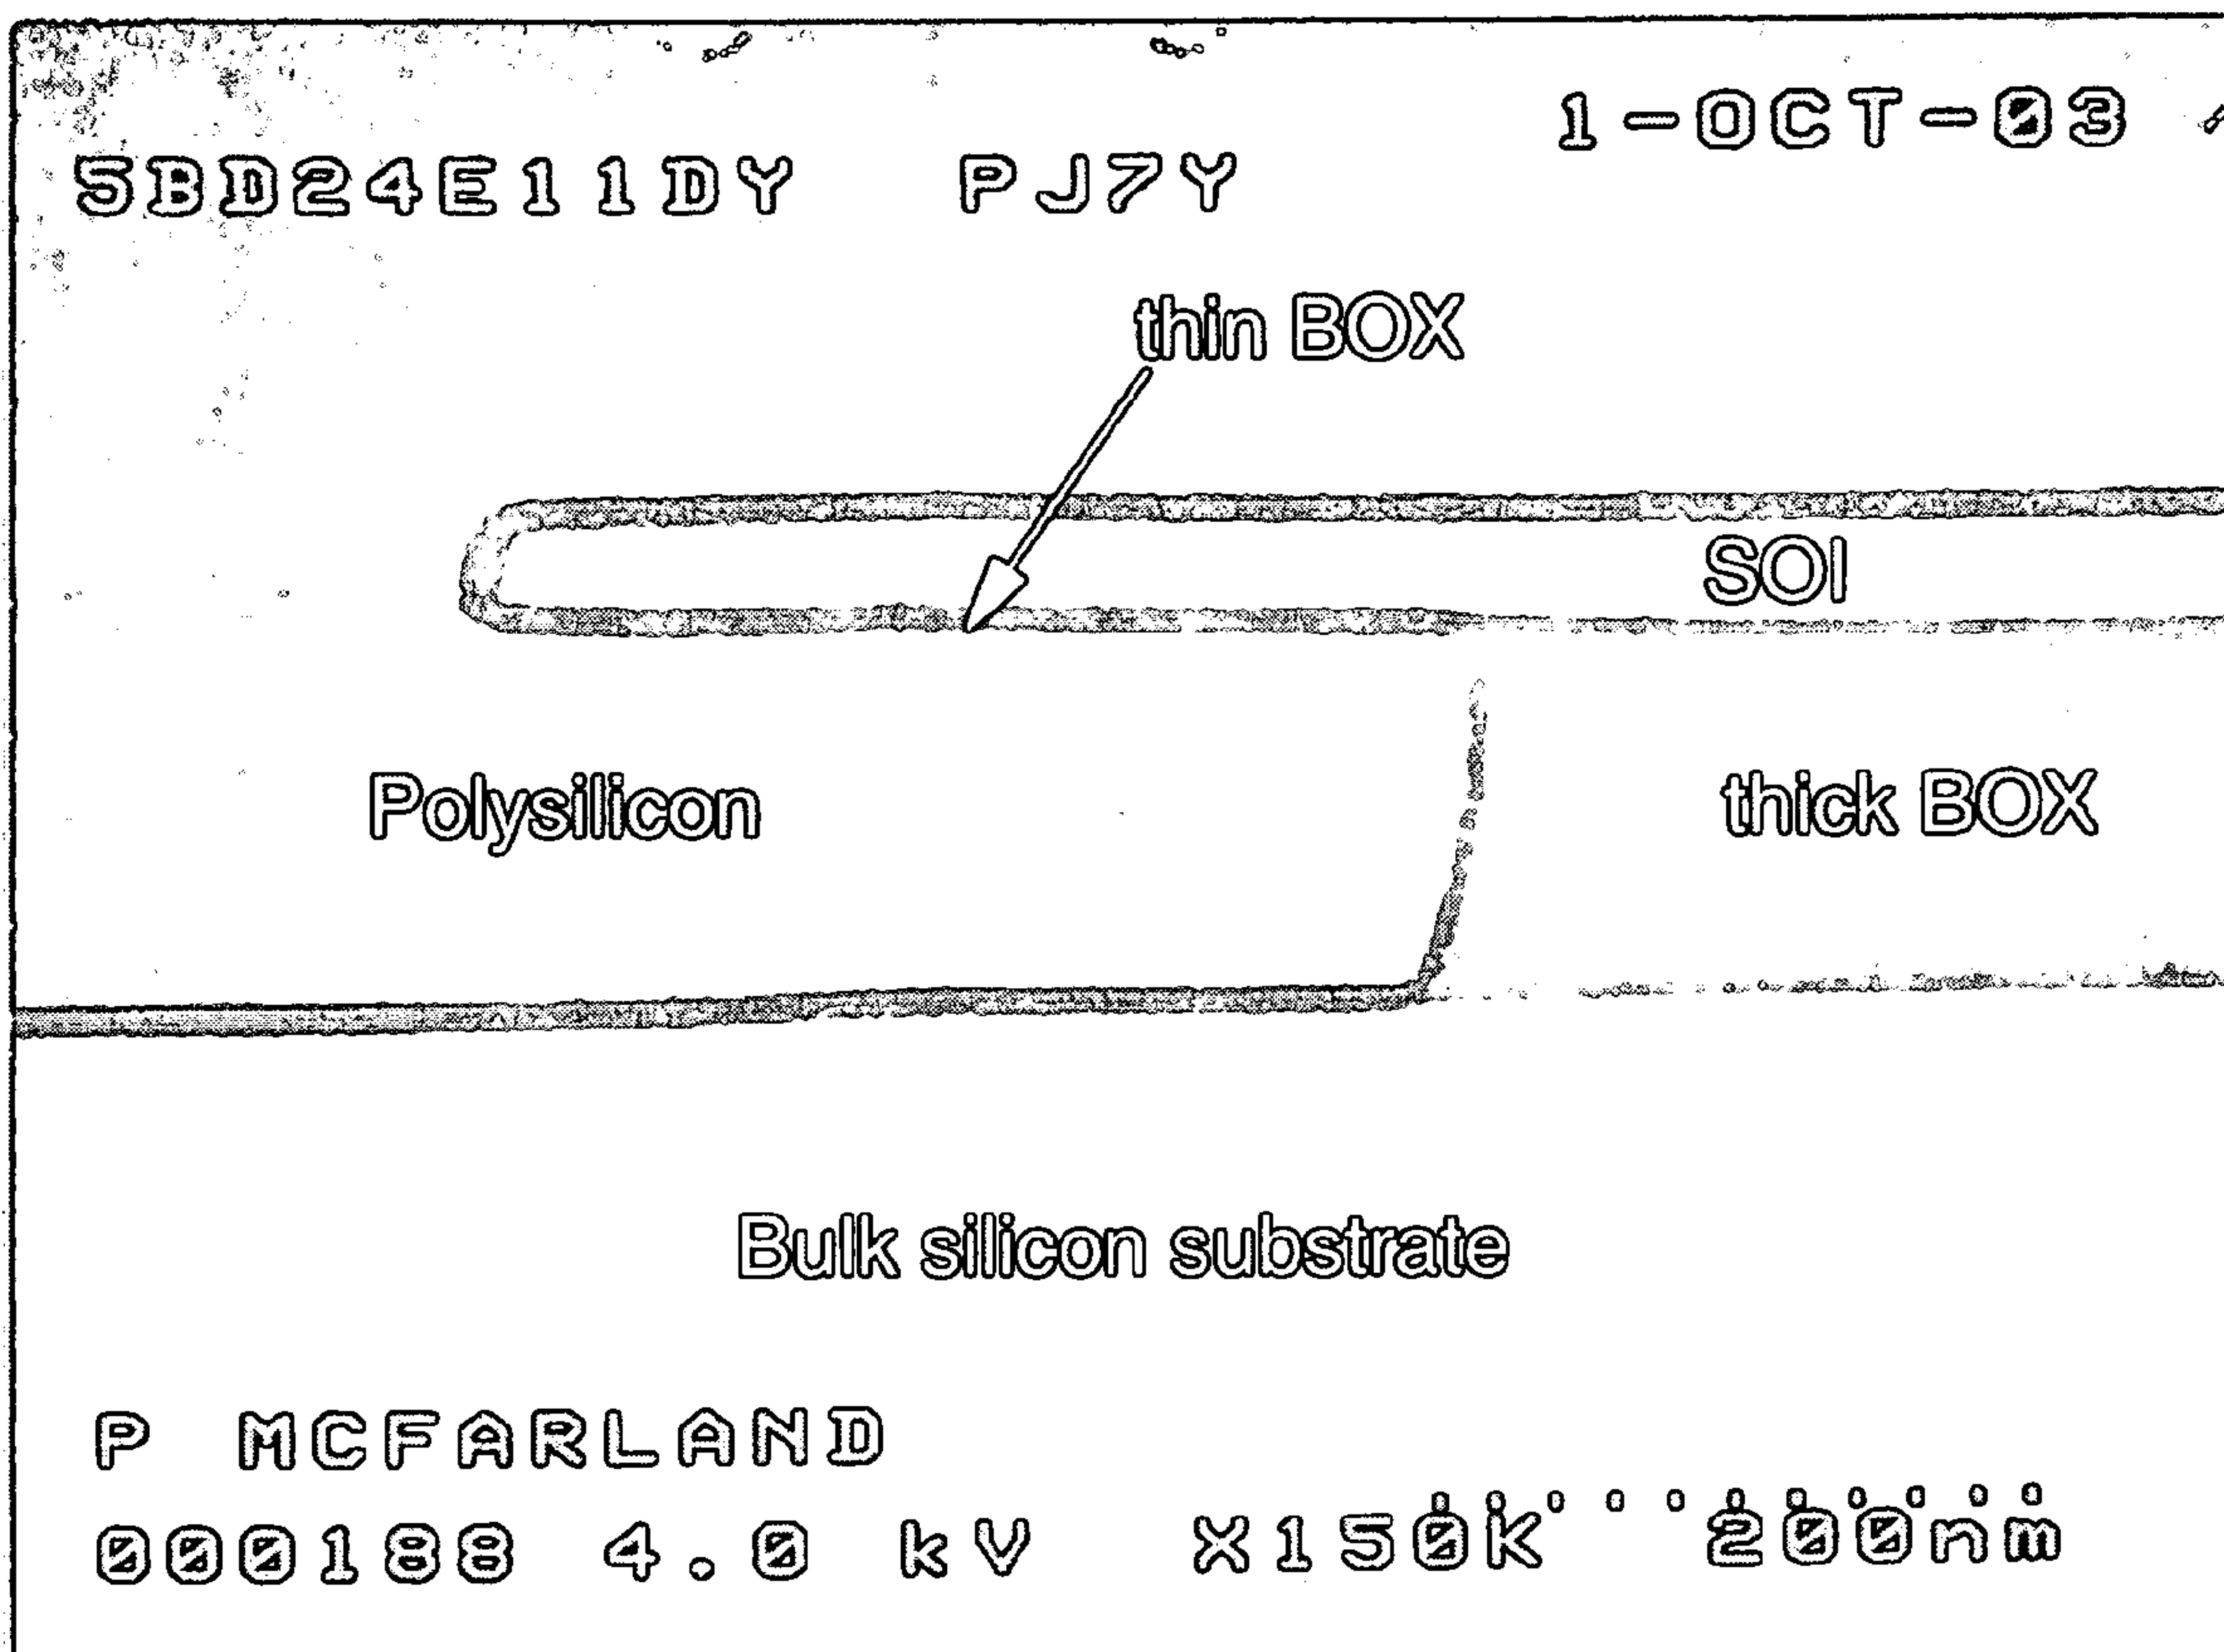 1-OCT-03
5BD24E11DY PJ7Y
thin BOX
SOI
Polysilicon
thick BOX
Bulk silicon substrate
P MCFARLAND
000188 4.0 kV X150K 200nm